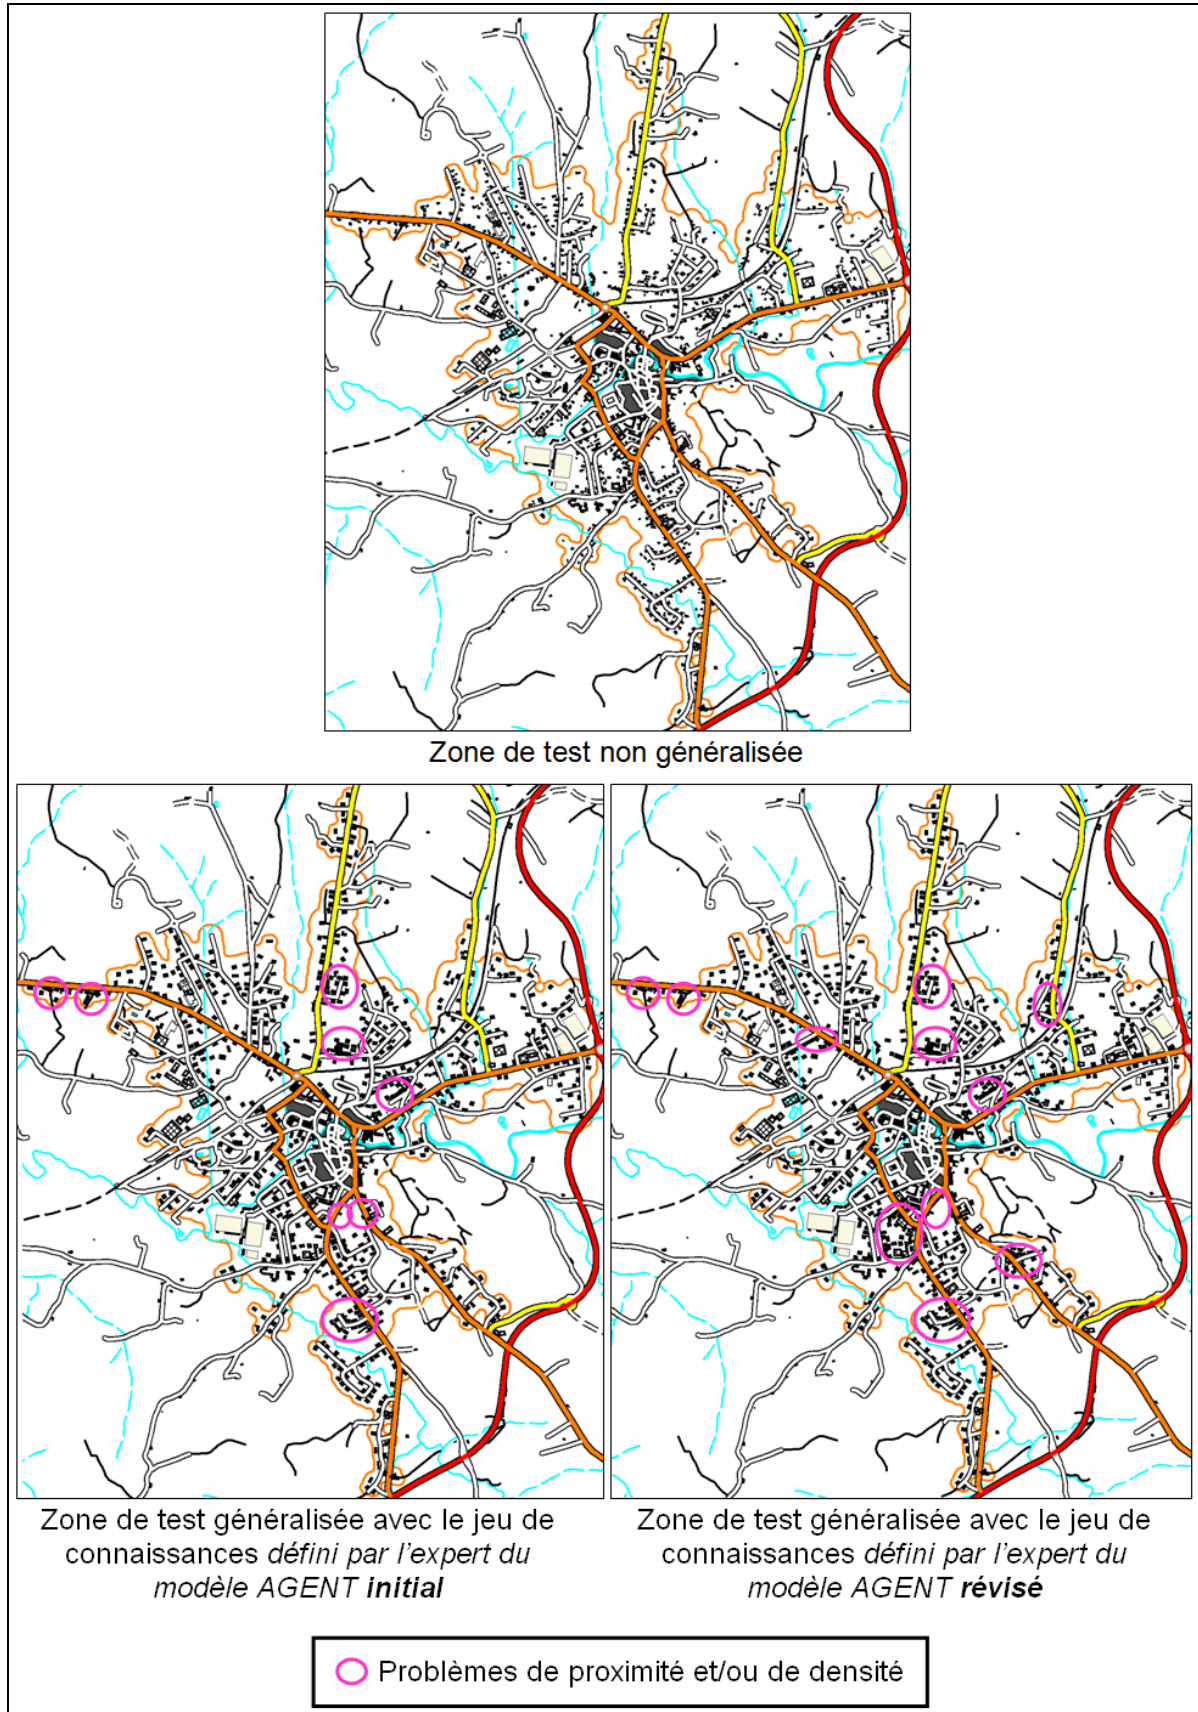 Zone de test non généralisée
Zone de test généralisée avec le jeu de
connaissances défini par l'expert du
modèle AGENT initial
Zone de test généralisée avec le jeu de
connaissances défini par l'expert du
modèle AGENT révisé
Problèmes de proximité et/ou de densité